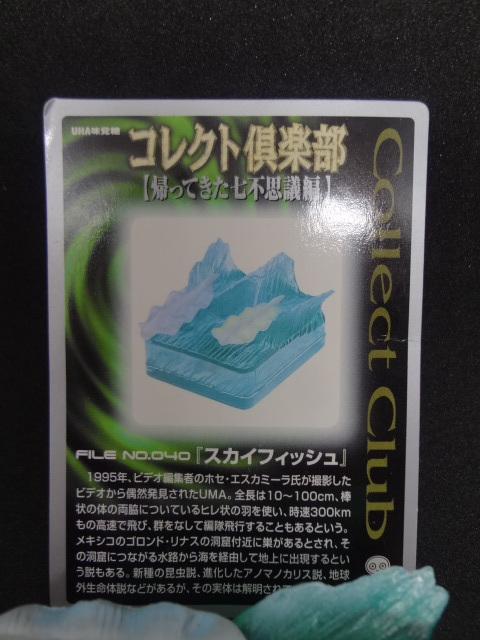 UHA味覚糖
コレクト倶楽部
【帰ってきた七不思議編】
Collect Club
FILE NO.040『スカイフィッシュ』
1995年、ビデオ編集者のホセ・エスカミーラ氏が撮影した
ビデオから偶然発見されたUMA。全長は10〜100cm、棒
状の体の両脇についているヒレ状の羽を使い、時速300km
もの高速で飛び、群をなして編隊飛行することもあるという。
メキシコのゴロンド・リナスの洞窟付近に巣があるとされ、そ
の洞窟につながる水路から海を経由して地上に出現するとい
う説もある。新種の昆虫説、進化したアノマノカリス説、地球
外生命体説などがあるが、その実体は解明され